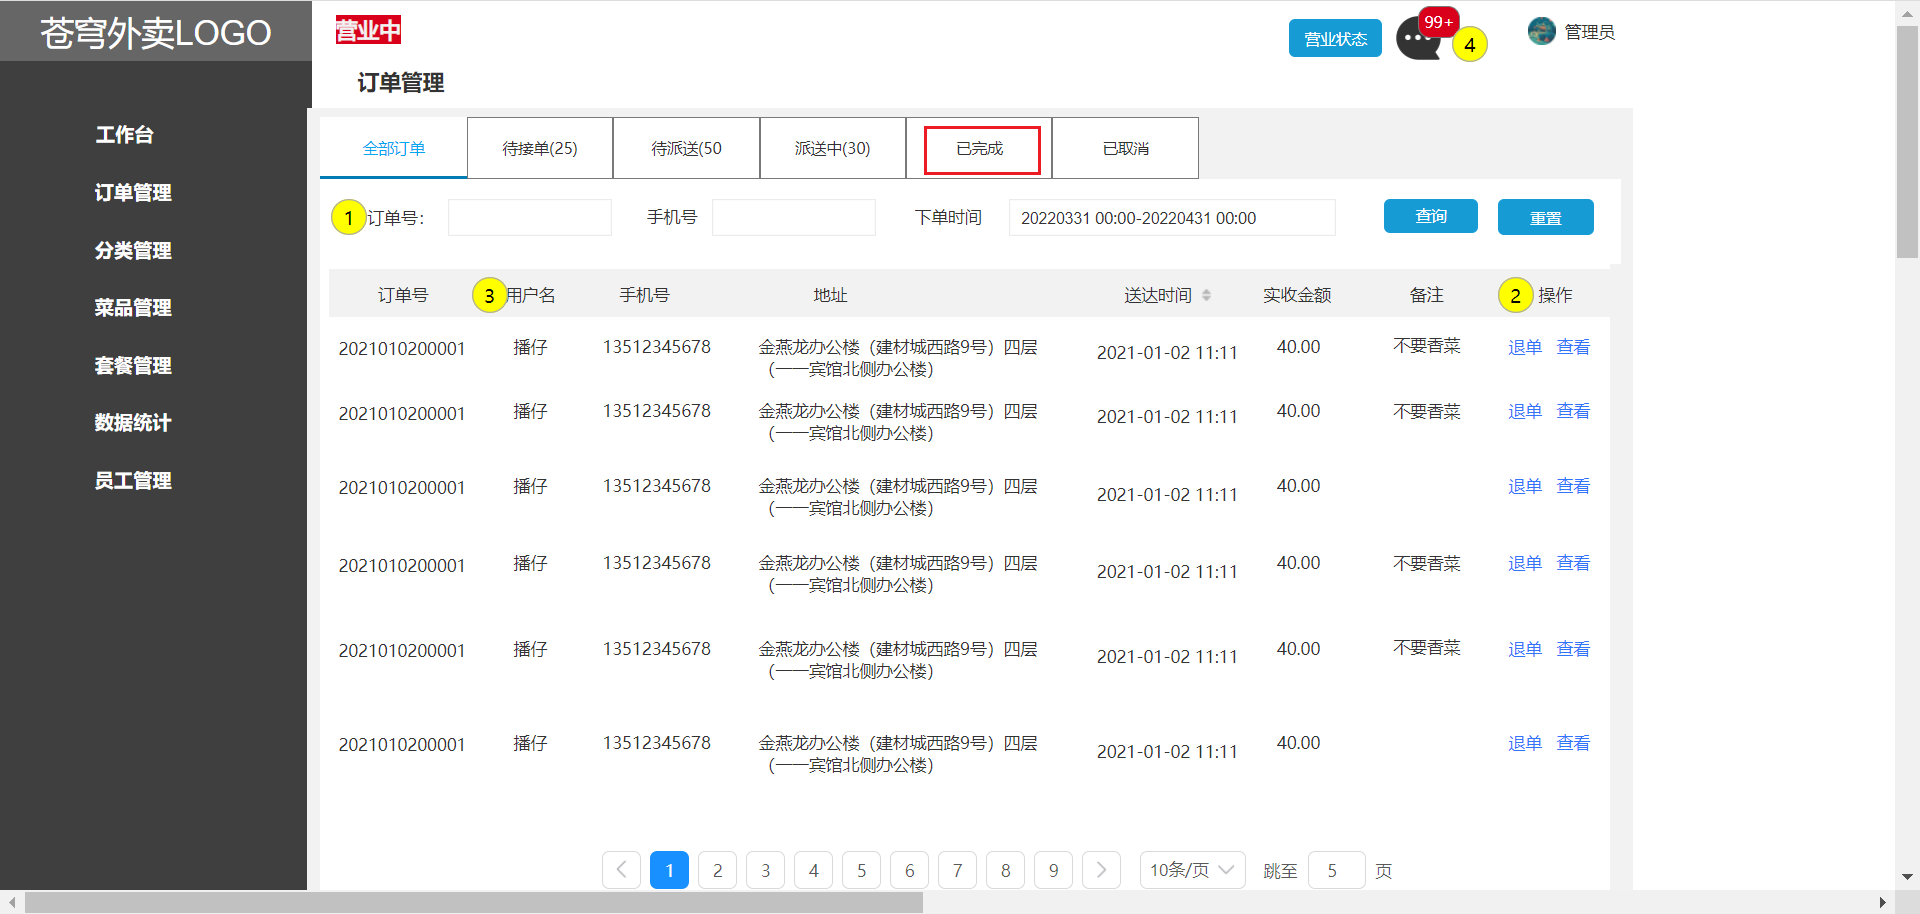 苍穹外卖LOGO
营业中
营业状态
99+
4
管理员
订单管理
工作台
订单管理
分类管理
菜品管理
套餐管理
数据统计
员工管理
全部订单
待接单(25)
待派送(50
派送中(30)
已完成
已取消
1
订单号:
手机号
下单时间
20220331 00:00-20220431 00:00
查询
重置
订单号
3
用户名
手机号
地址
送达时间
实收金额
备注
2
操作
2021010200001 播仔 13512345678 金燕龙办公楼（建材城西路9号）四层 2021-01-02 11:11 40.00 不要香菜 退单 查看
（一一宾馆北侧办公楼）
2021010200001 播仔 13512345678 金燕龙办公楼（建材城西路9号）四层 2021-01-02 11:11 40.00 不要香菜 退单 查看
（一一宾馆北侧办公楼）
2021010200001 播仔 13512345678 金燕龙办公楼（建材城西路9号）四层 2021-01-02 11:11 40.00 退单 查看
（一一宾馆北侧办公楼）
2021010200001 播仔 13512345678 金燕龙办公楼（建材城西路9号）四层 2021-01-02 11:11 40.00 不要香菜 退单 查看
（一一宾馆北侧办公楼）
2021010200001 播仔 13512345678 金燕龙办公楼（建材城西路9号）四层 2021-01-02 11:11 40.00 不要香菜 退单 查看
（一一宾馆北侧办公楼）
2021010200001 播仔 13512345678 金燕龙办公楼（建材城西路9号）四层 2021-01-02 11:11 40.00 退单 查看
（一一宾馆北侧办公楼）
1 2 3 4 5 6 7 8 9 10条/页 跳至 5 页